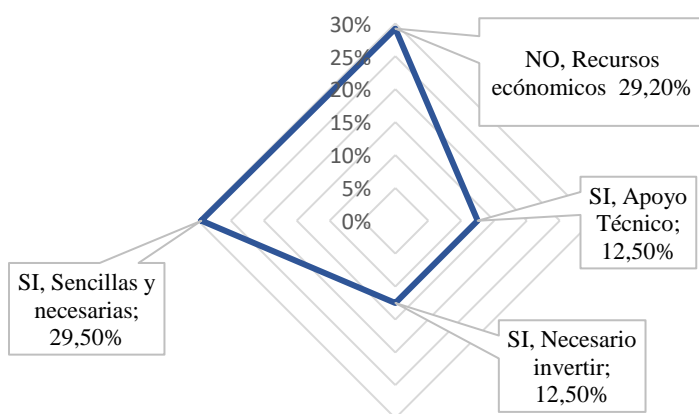 30%
25%
20%
15%
10%
5%
0%
NO, Recursos
ecónomicos 29,20%
SI, Apoyo
Técnico;
12,50%
SI, Necesario
invertir;
12,50%
SI, Sencillas y
necesarias;
29,50%